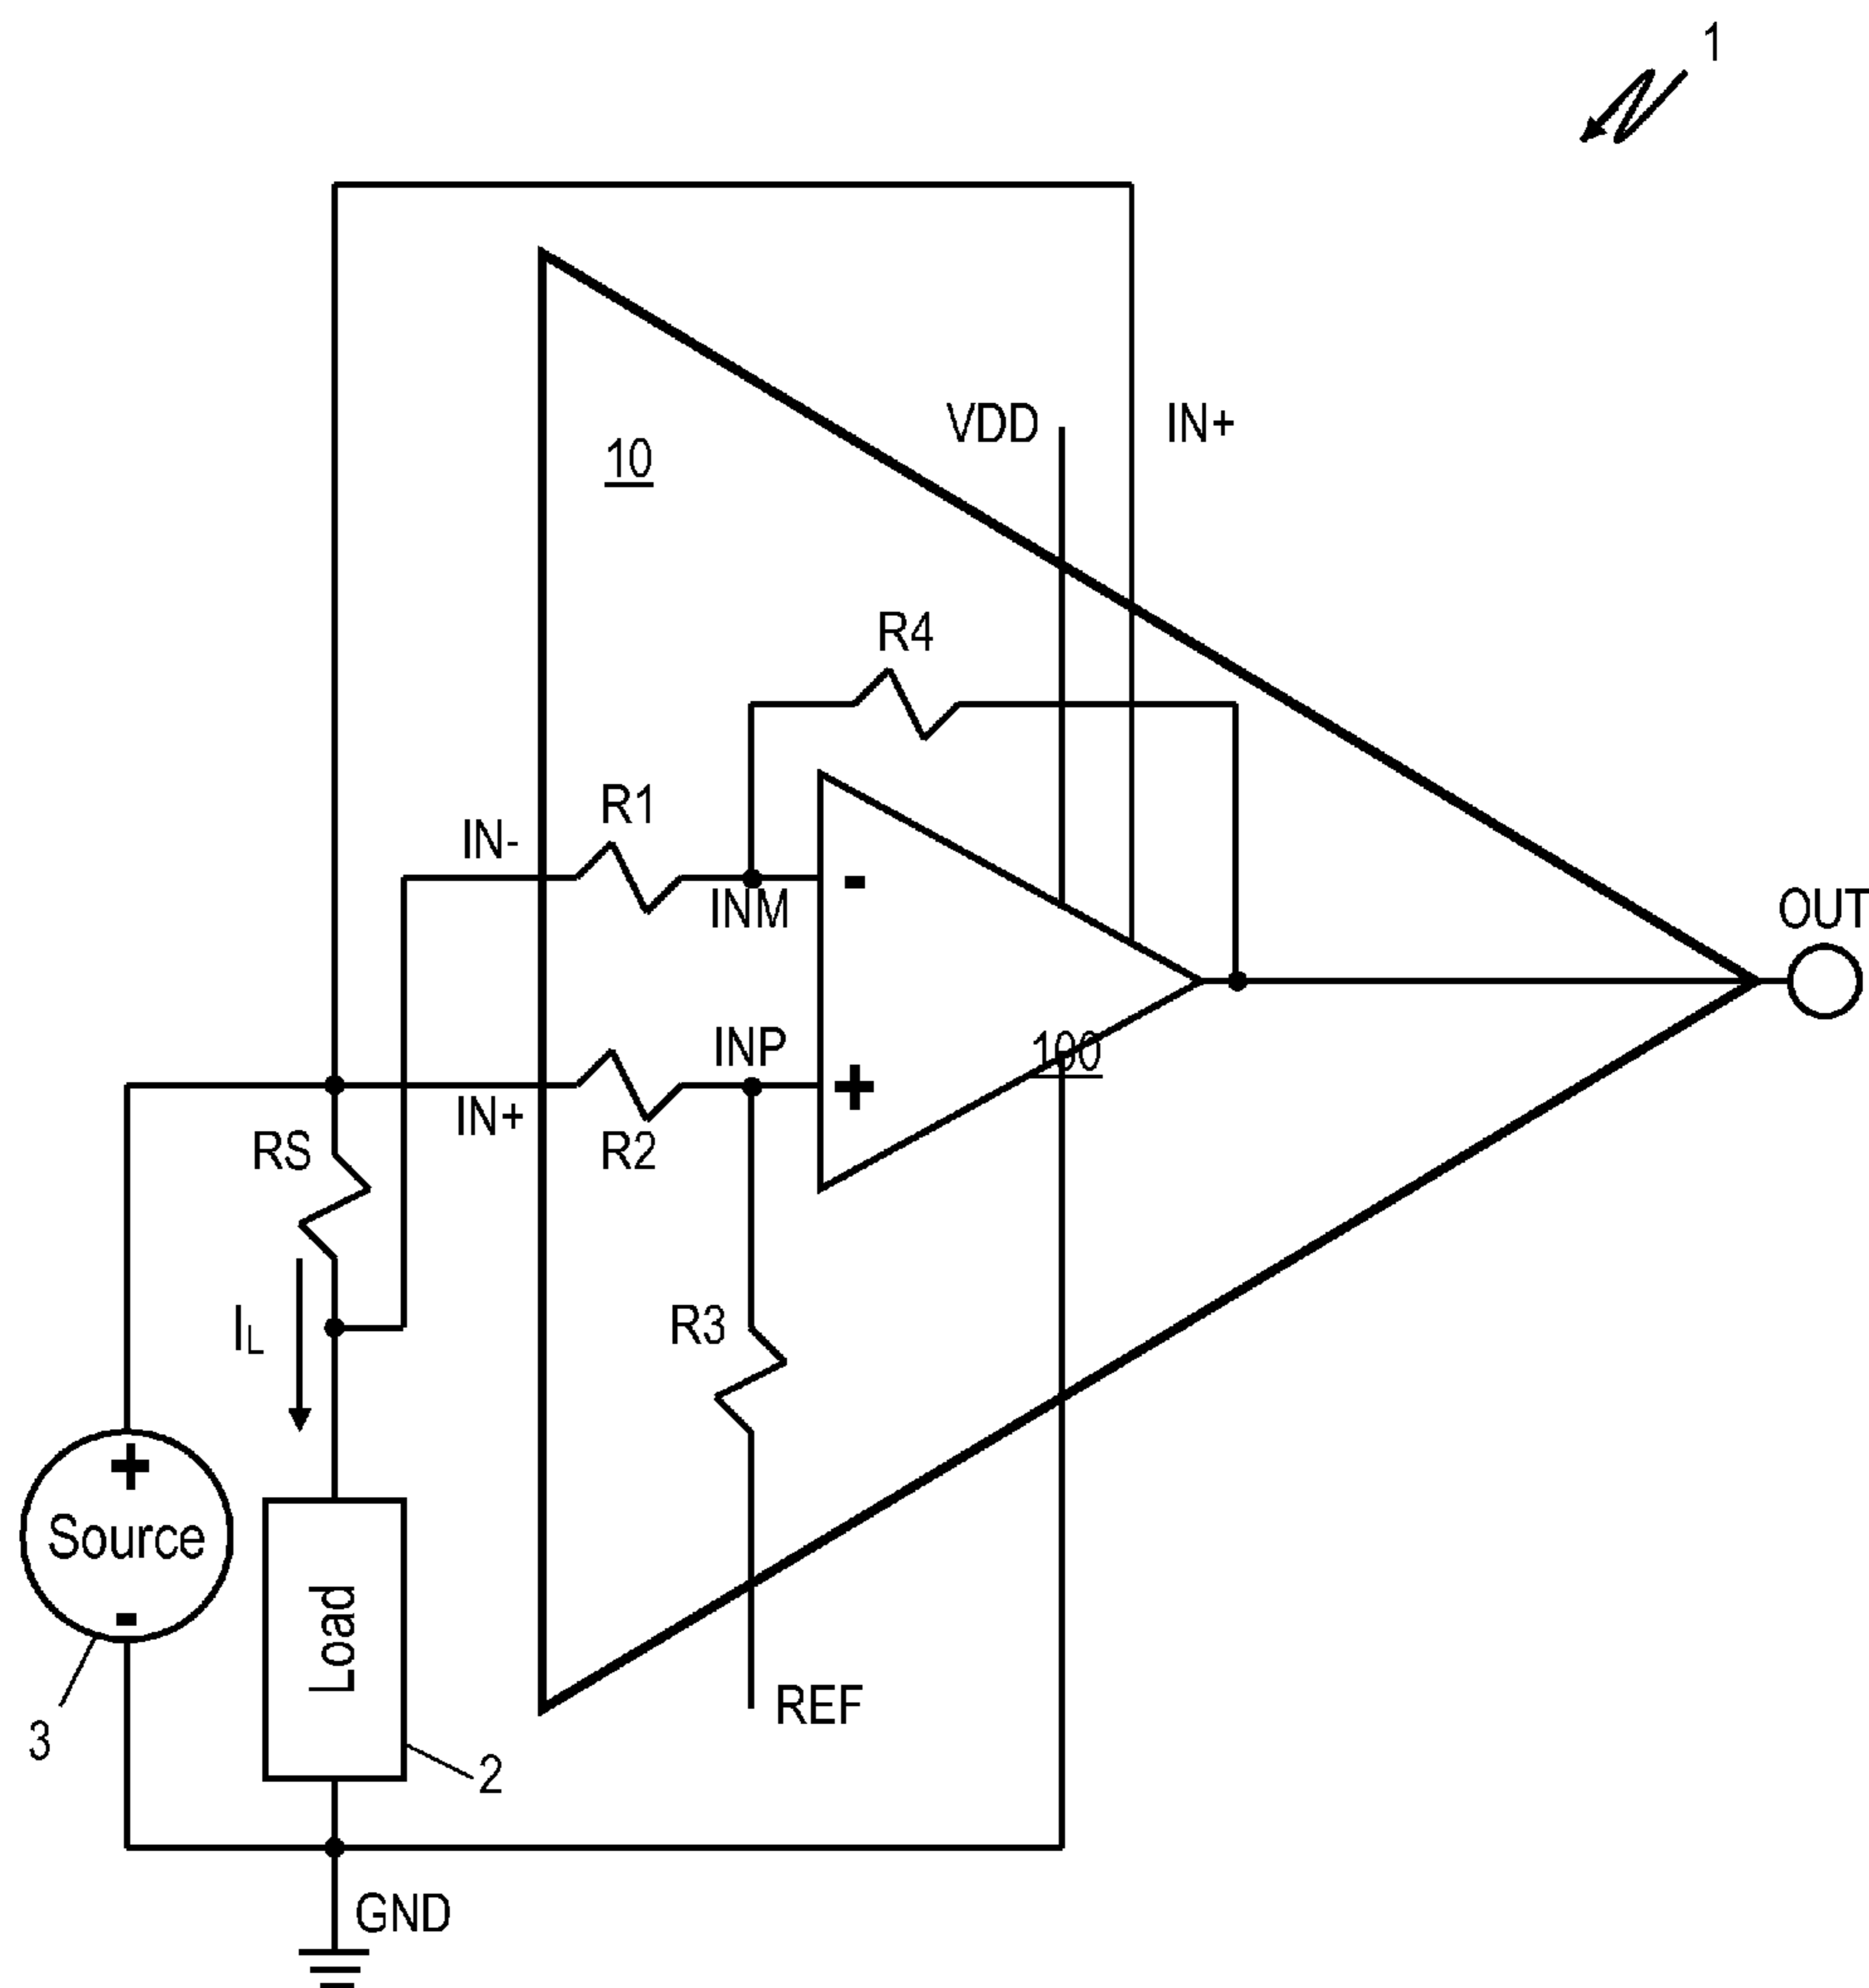 1
10
VDD
IN+
R4
R1
IN-
-
INM
OUT
INP
100
+
IN+
RS
R2
R3
IL
+
Source
-
Load
REF
3
2
GND